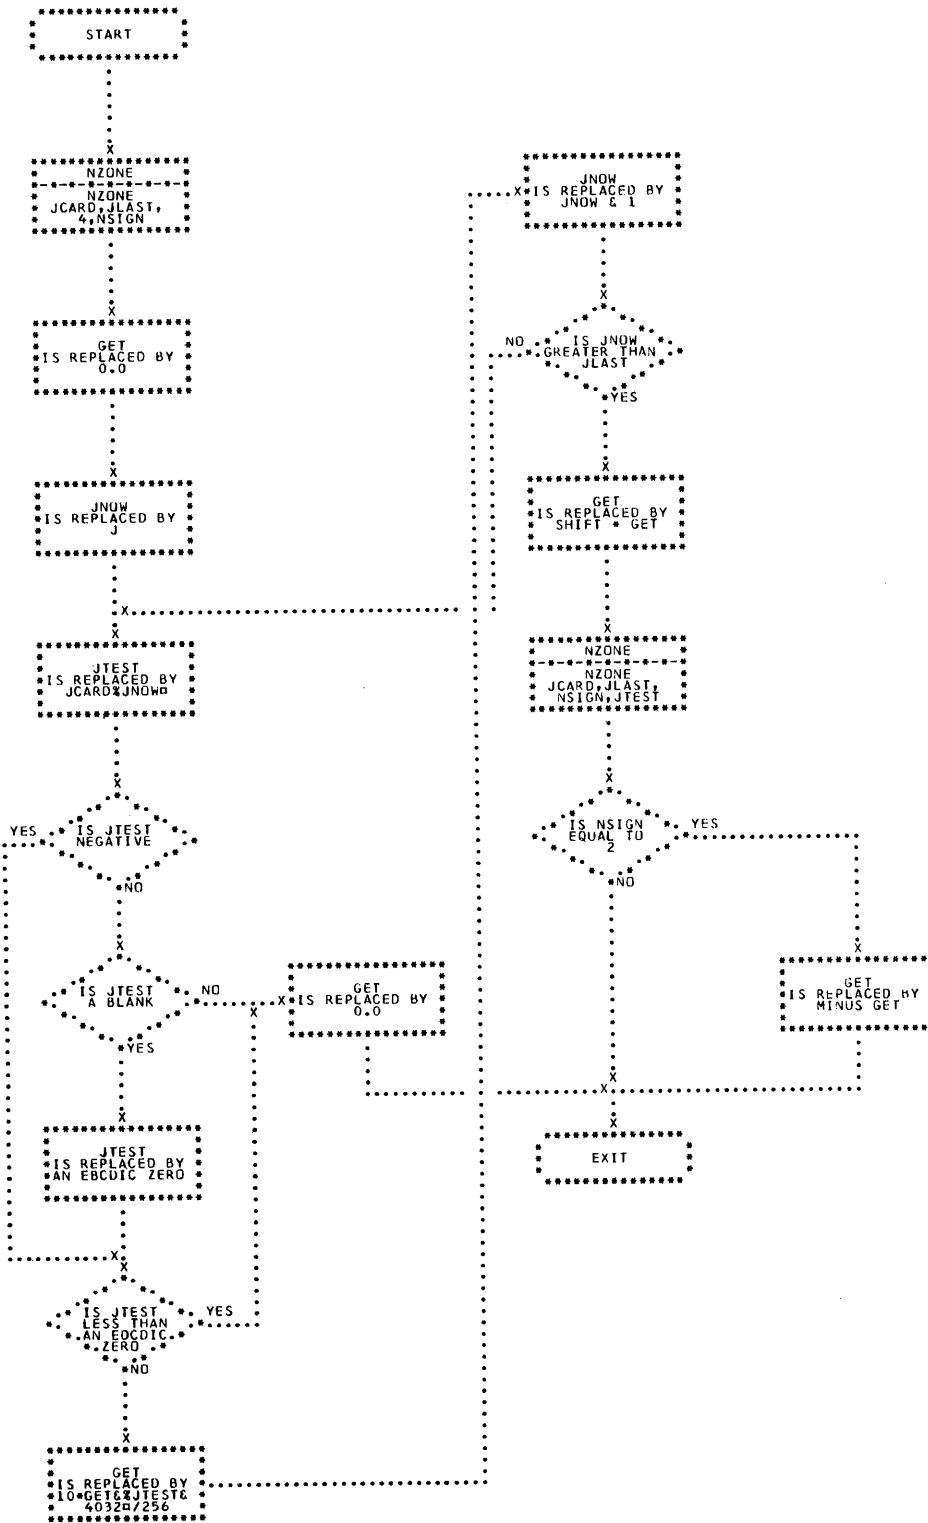 START
NZONE
NZONE
JCARD,JLAST,
4,NSIGN
GET
IS REPLACED BY
0.0
JNOW
IS REPLACED BY
J
JTEST
IS REPLACED BY
JCARD%JNOW¤
IS JTEST
NEGATIVE
YES
NO
IS JTEST
A BLANK
NO
YES
GET
IS REPLACED BY
0.0
JTEST
IS REPLACED BY
AN EBCDIC ZERO
IS JTEST
LESS THAN
AN EOCDIC
ZERO
YES
NO
GET
IS REPLACED BY
10*GET&%JTEST&
4032¤/256
JNOW
IS REPLACED BY
JNOW & 1
IS JNOW
GREATER THAN
JLAST
NO
YES
GET
IS REPLACED BY
SHIFT * GET
NZONE
NZONE
JCARD,JLAST,
NSIGN,JTEST
IS NSIGN
EQUAL TO
2
YES
NO
GET
IS REPLACED BY
MINUS GET
EXIT